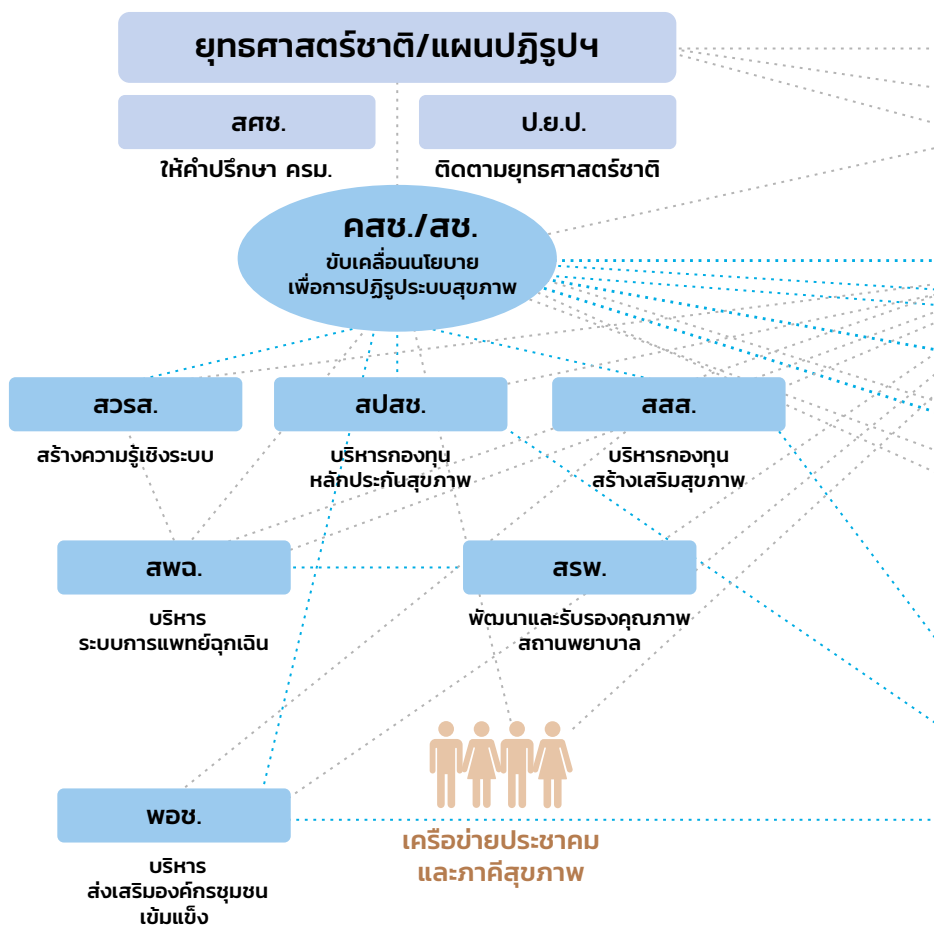 ยุทธศาสตร์ชาติ/แผนปฏิรูปฯ
สศช.
ให้คำปรึกษา ครม.
ป.ย.ป.
ติดตามยุทธศาสตร์ชาติ
คสช./สช.
ขับเคลื่อนนโยบาย
เพื่อการปฏิรูประบบสุขภาพ
สวรส.
สร้างความรู้เชิงระบบ
สปสช.
บริหารกองทุน
หลักประกันสุขภาพ
สสส.
บริหารกองทุน
สร้างเสริมสุขภาพ
สพฉ.
บริหาร
ระบบการแพทย์ฉุกเฉิน
สรพ.
พัฒนาและรับรองคุณภาพ
สถานพยาบาล
พอช.
บริหาร
ส่งเสริมองค์กรชุมชน
เข้มแข็ง
เครือข่ายประชาคม
และภาคีสุขภาพ